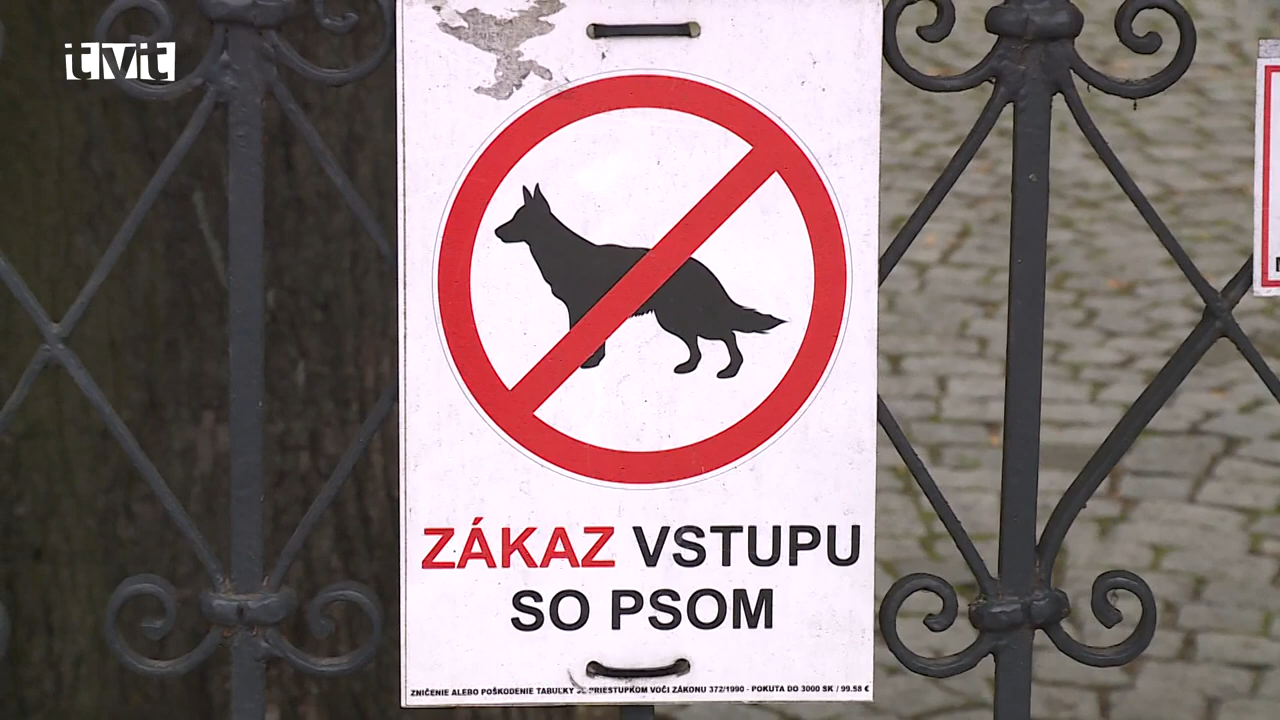 tvit
ZÁKAZ VSTUPU
SO PSOM
ZNIČENIE ALEBO POŠKODENIE TABUĽKY JE PRIESTUPKOM VOČI ZÁKONU 372/1990 - POKUTA DO 3000 SK / 99.58 €